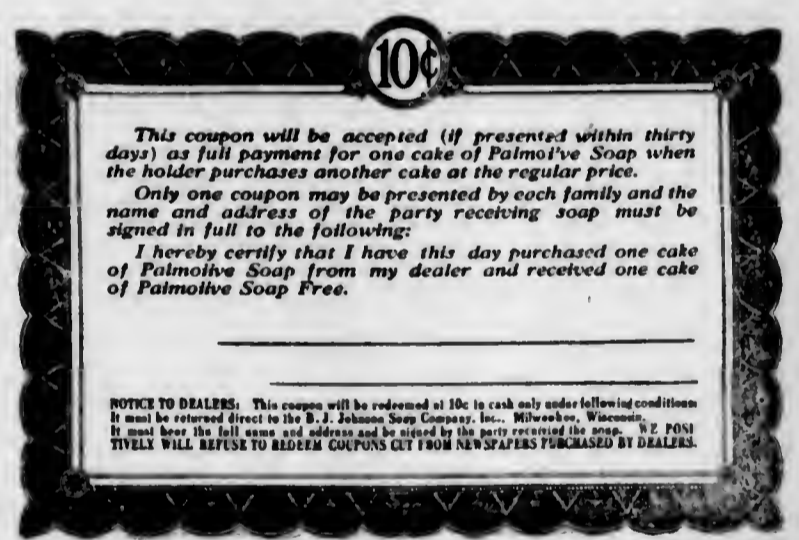 10¢
This coupon will be accepted (if presented within thirty
days) as full payment for one cake of Palmolive Soap when
the holder purchases another cake at the regular price.
Only one coupon may be presented by each family and the
name and address of the party receiving soap must be
signed in full to the following:
I hereby certify that I have this day purchased one cake
of Palmolive Soap from my dealer and received one cake
of Palmolive Soap Free.
NOTICE TO DEALERS: This coupon will be redeemed at 10c in cash only under following conditions:
It must be returned direct to the B. J. Johnson Soap Company, Inc., Milwaukee, Wisconsin.
It must bear the full name and address and be signed by the party receiving the soap. WE POSI
TIVELY WILL REFUSE TO REDEEM COUPONS CUT FROM NEWSPAPERS PURCHASED BY DEALERS.